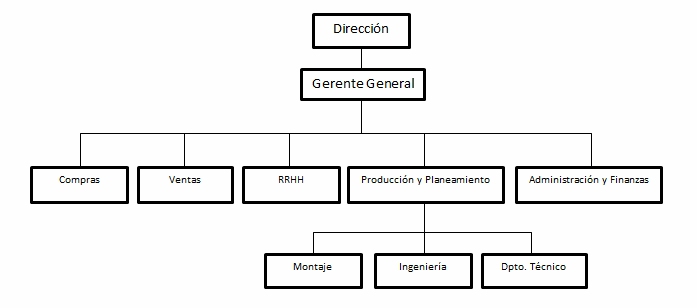 Dirección
Gerente General
Compras
Ventas
RRHH
Producción y Planeamiento
Administración y Finanzas
Montaje
Ingeniería
Dpto. Técnico